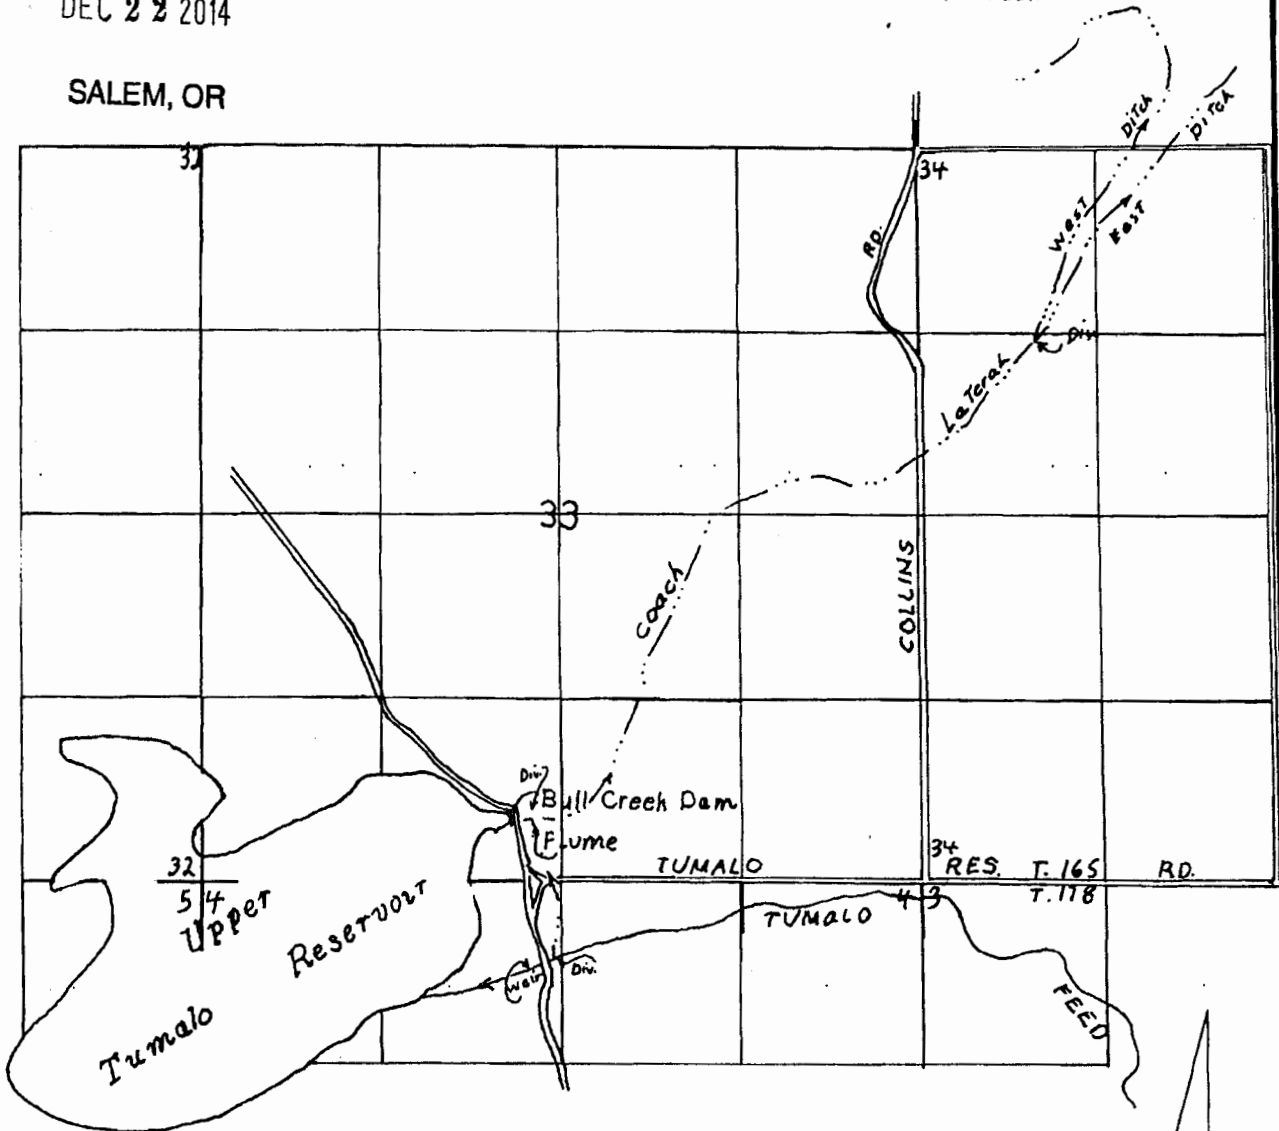 DEC 22 2014
SALEM, OR
32
34
Ditch
Ditch
West
East
RD.
Div
Lateral
33
Coach
COLLINS
Div.
Bull Creek Dam
Flume
34
32
TUMALO
RES. T. 16S RD.
5 4
4 3
T. 17S
Upper
Reservoir
TUMALO
Weir
Div.
FEED
Tumalo